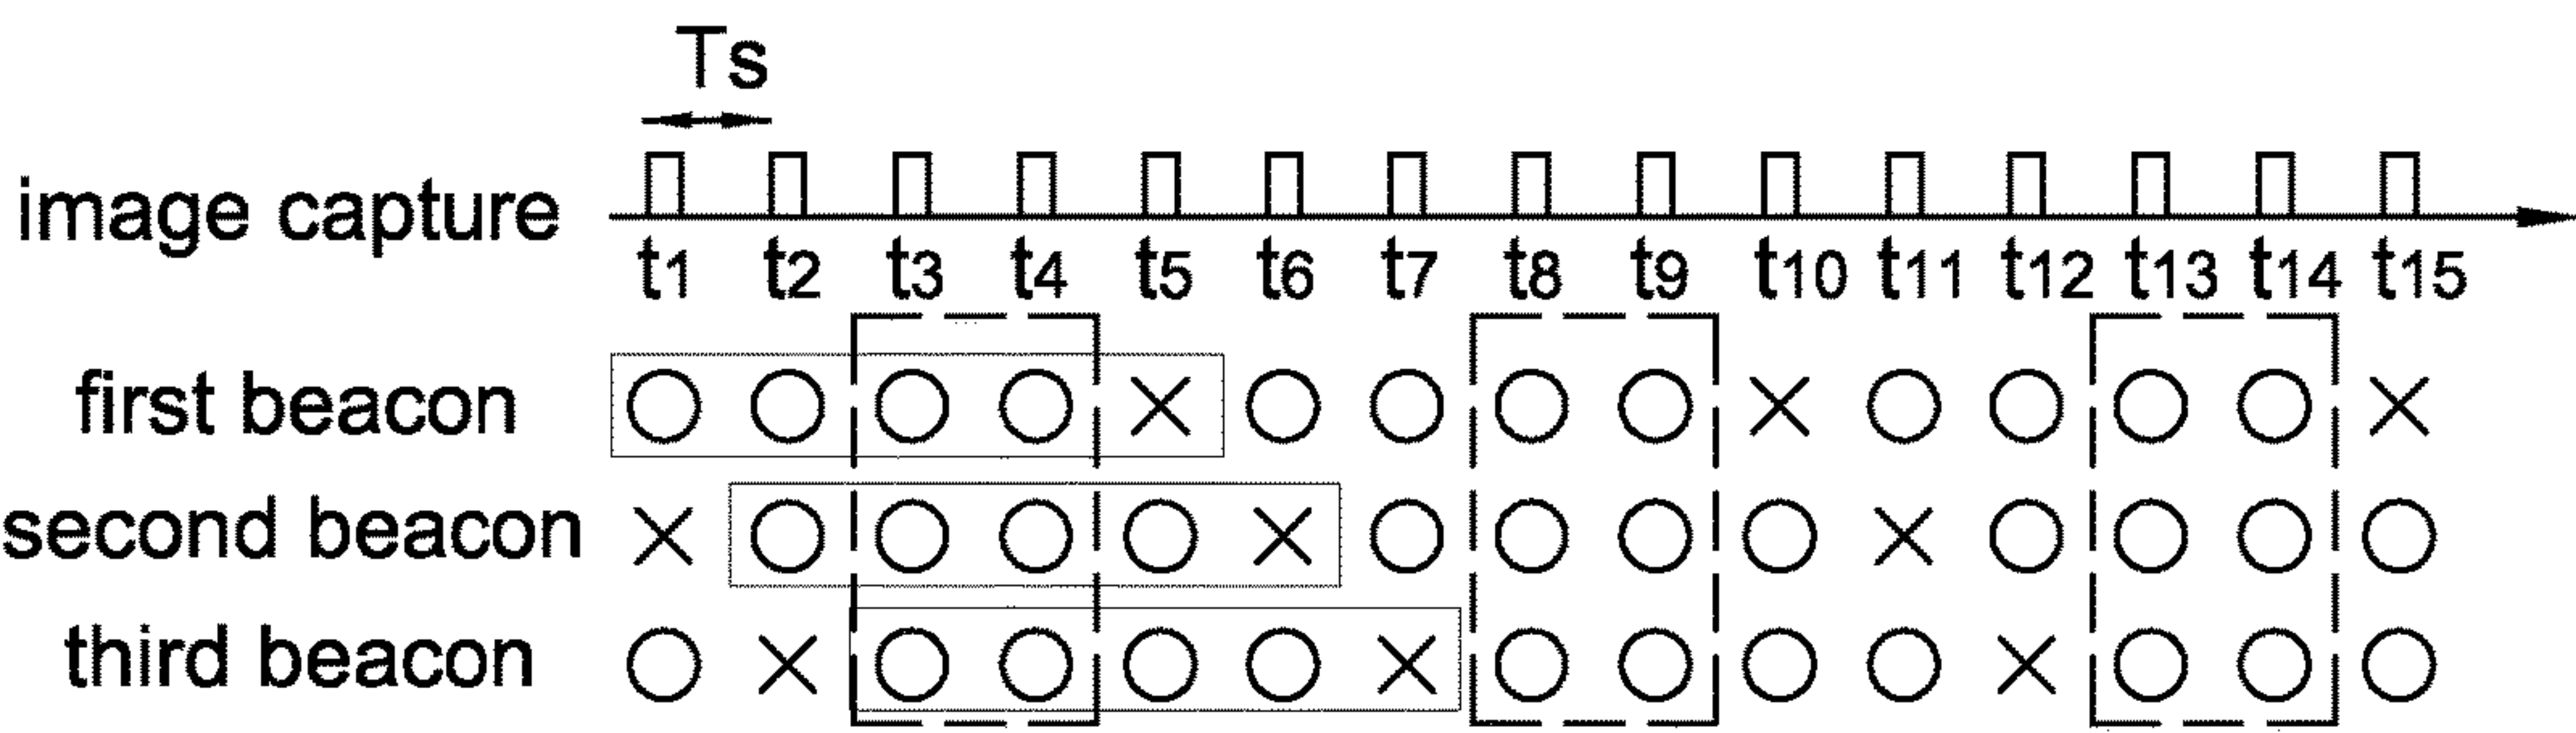 Ts
image capture
t1 t2 t3 t4 t5 t6 t7 t8 t9 t10 t11 t12 t13 t14 t15
first beacon
second beacon
third beacon